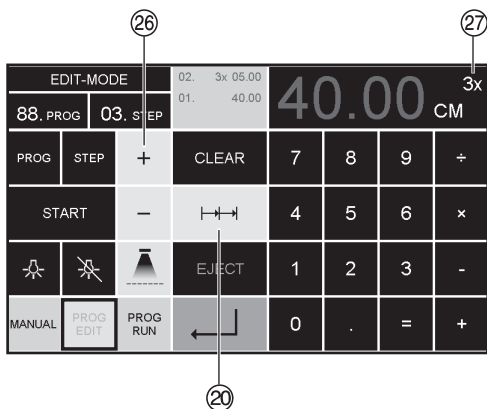 26 27
EDIT-MODE 02. 3x 05.00 40.00 3x
01. 40.00 CM
88. PROG 03. STEP
PROG STEP + CLEAR 7 8 9 ÷
START - 4 5 6 ×
EJECT 1 2 3 -
MANUAL PROG EDIT PROG RUN 0 . = +
20